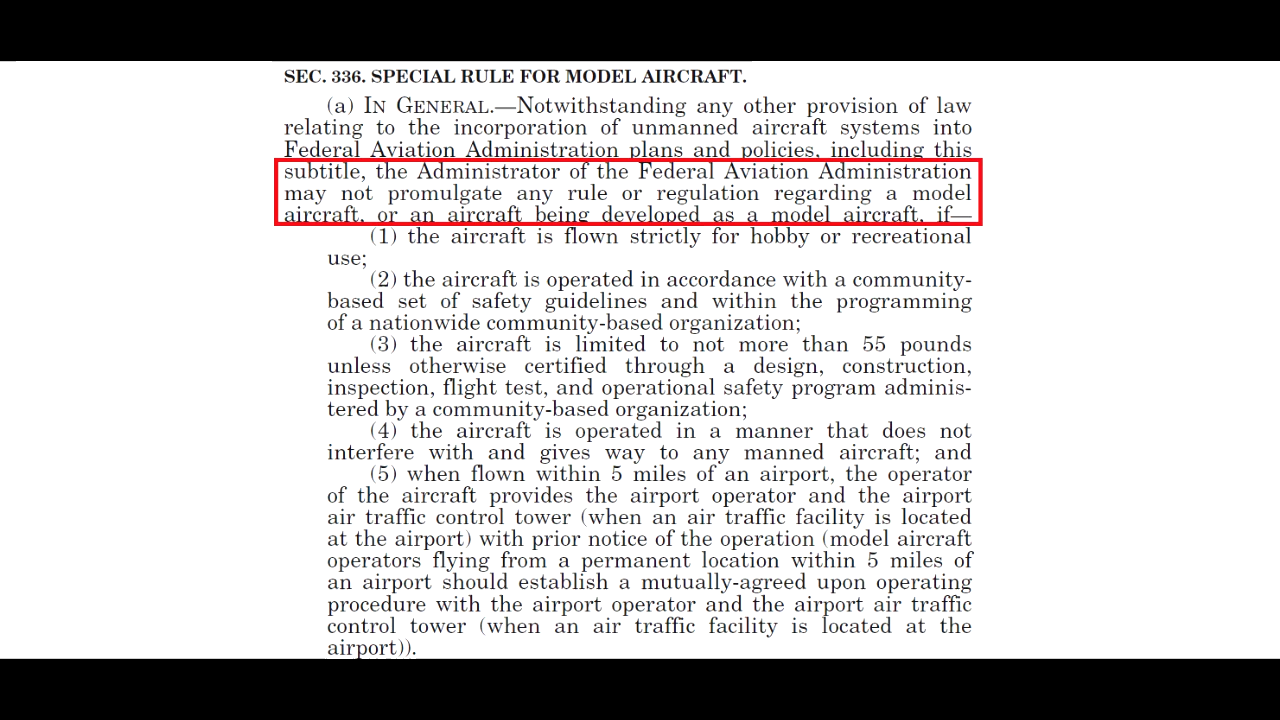 SEC. 336. SPECIAL RULE FOR MODEL AIRCRAFT.
(a) IN GENERAL.—Notwithstanding any other provision of law
relating to the incorporation of unmanned aircraft systems into
Federal Aviation Administration plans and policies, including this
subtitle, the Administrator of the Federal Aviation Administration
may not promulgate any rule or regulation regarding a model
aircraft, or an aircraft being developed as a model aircraft, if—
(1) the aircraft is flown strictly for hobby or recreational
use;
(2) the aircraft is operated in accordance with a community-
based set of safety guidelines and within the programming
of a nationwide community-based organization;
(3) the aircraft is limited to not more than 55 pounds
unless otherwise certified through a design, construction,
inspection, flight test, and operational safety program adminis-
tered by a community-based organization;
(4) the aircraft is operated in a manner that does not
interfere with and gives way to any manned aircraft; and
(5) when flown within 5 miles of an airport, the operator
of the aircraft provides the airport operator and the airport
air traffic control tower (when an air traffic facility is located
at the airport) with prior notice of the operation (model aircraft
operators flying from a permanent location within 5 miles of
an airport should establish a mutually-agreed upon operating
procedure with the airport operator and the airport air traffic
control tower (when an air traffic facility is located at the
airport)).